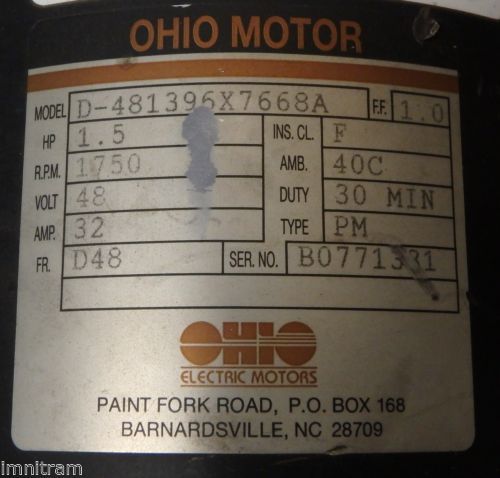 OHIO MOTOR
MODEL D-481396X7668A F.F. 1.0
HP 1.5 INS. CL. F
R.P.M. 1750 AMB. 40C
VOLT 48 DUTY 30 MIN
AMP. 32 TYPE PM
FR. D48 SER. NO. B0771331
OHIO
ELECTRIC MOTORS
PAINT FORK ROAD, P.O. BOX 168
BARNARDSVILLE, NC 28709
imnitram